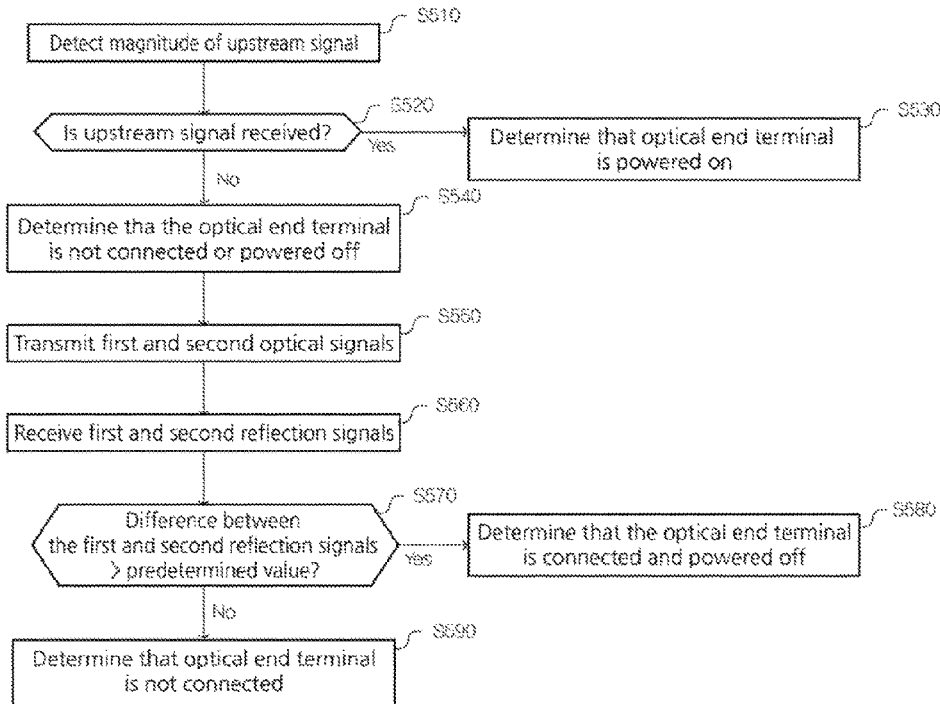 S510
Detect magnitude of upstream signal
S520
Is upstream signal received?
Yes
S530
Determine that optical end terminal
is powered on
No
S540
Determine tha the optical end terminal
is not connected or powered off
S550
Transmit first and second optical signals
S560
Receive first and second reflection signals
S570
Difference between
the first and second reflection signals
> predetermined value?
Yes
S580
Determine that the optical end terminal
is connected and powered off
No
S590
Determine that optical end terminal
is not connected